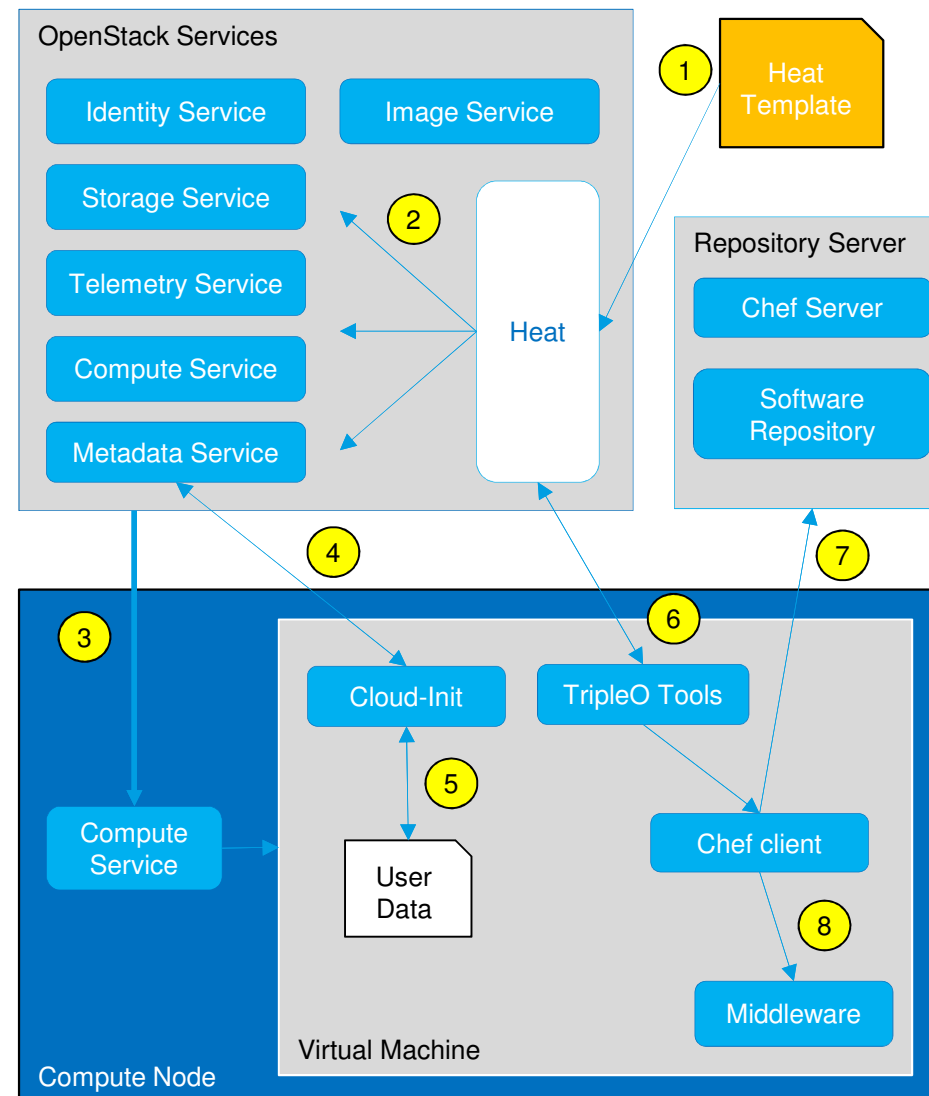 OpenStack Services
Identity Service
Image Service
1
Heat
Template
Storage Service
2
Telemetry Service
Heat
Compute Service
Metadata Service
Repository Server
Chef Server
Software
Repository
4
7
3
6
Cloud-Init
TripleO Tools
5
Compute
Service
User
Data
Chef client
8
Middleware
Virtual Machine
Compute Node